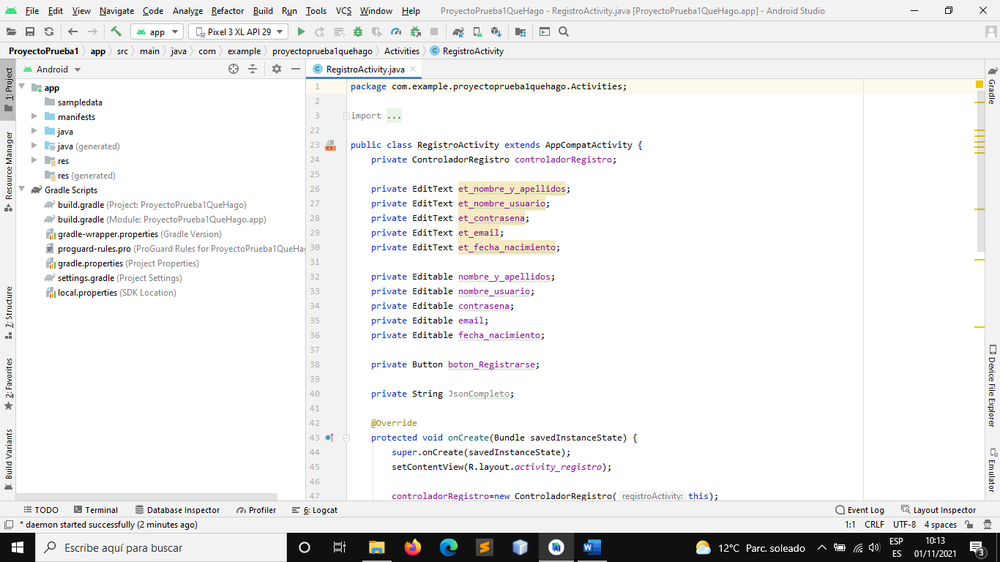 File Edit View Navigate Code Analyze Refactor Build Run Tools VCS Window Help ProyectoPrueba1QueHago - RegistroActivity.java [ProyectoPrueba1QueHago.app] - Android Studio
app Pixel 3 XL API 29
ProyectoPrueba1 app src main java com example proyectoprueba1quehago Activities RegistroActivity
Android
RegistroActivity.java
1: Project
Resource Manager
7: Structure
2: Favorites
Build Variants
app
sampledata
manifests
java
java (generated)
res
res (generated)
Gradle Scripts
build.gradle (Project: ProyectoPrueba1QueHago)
build.gradle (Module: ProyectoPrueba1QueHago.app)
gradle-wrapper.properties (Gradle Version)
proguard-rules.pro (ProGuard Rules for ProyectoPrueba1QueHa
gradle.properties (Project Properties)
settings.gradle (Project Settings)
local.properties (SDK Location)
1 package com.example.proyectoprueba1quehago.Activities;
2
3 import ...
22
23 public class RegistroActivity extends AppCompatActivity {
24 private ControladorRegistro controladorRegistro;
25
26 private EditText et_nombre_y_apellidos;
27 private EditText et_nombre_usuario;
28 private EditText et_contrasena;
29 private EditText et_email;
30 private EditText et_fecha_nacimiento;
31
32 private Editable nombre_y_apellidos;
33 private Editable nombre_usuario;
34 private Editable contrasena;
35 private Editable email;
36 private Editable fecha_nacimiento;
37
38 private Button boton_Registrarse;
39
40 private String JsonCompleto;
41
42 @Override
43 protected void onCreate(Bundle savedInstanceState) {
44 super.onCreate(savedInstanceState);
45 setContentView(R.layout.activity_registro);
46
47 controladorRegistro=new ControladorRegistro( registroActivity: this);
Gradle
Device File Explorer
Emulator
TODO Terminal Database Inspector Profiler 6: Logcat Event Log Layout Inspector
* daemon started successfully (2 minutes ago) 1:1 CRLF UTF-8 4 spaces
Escribe aquí para buscar
12°C Parc. soleado
ESP
ES
10:13
01/11/2021
3